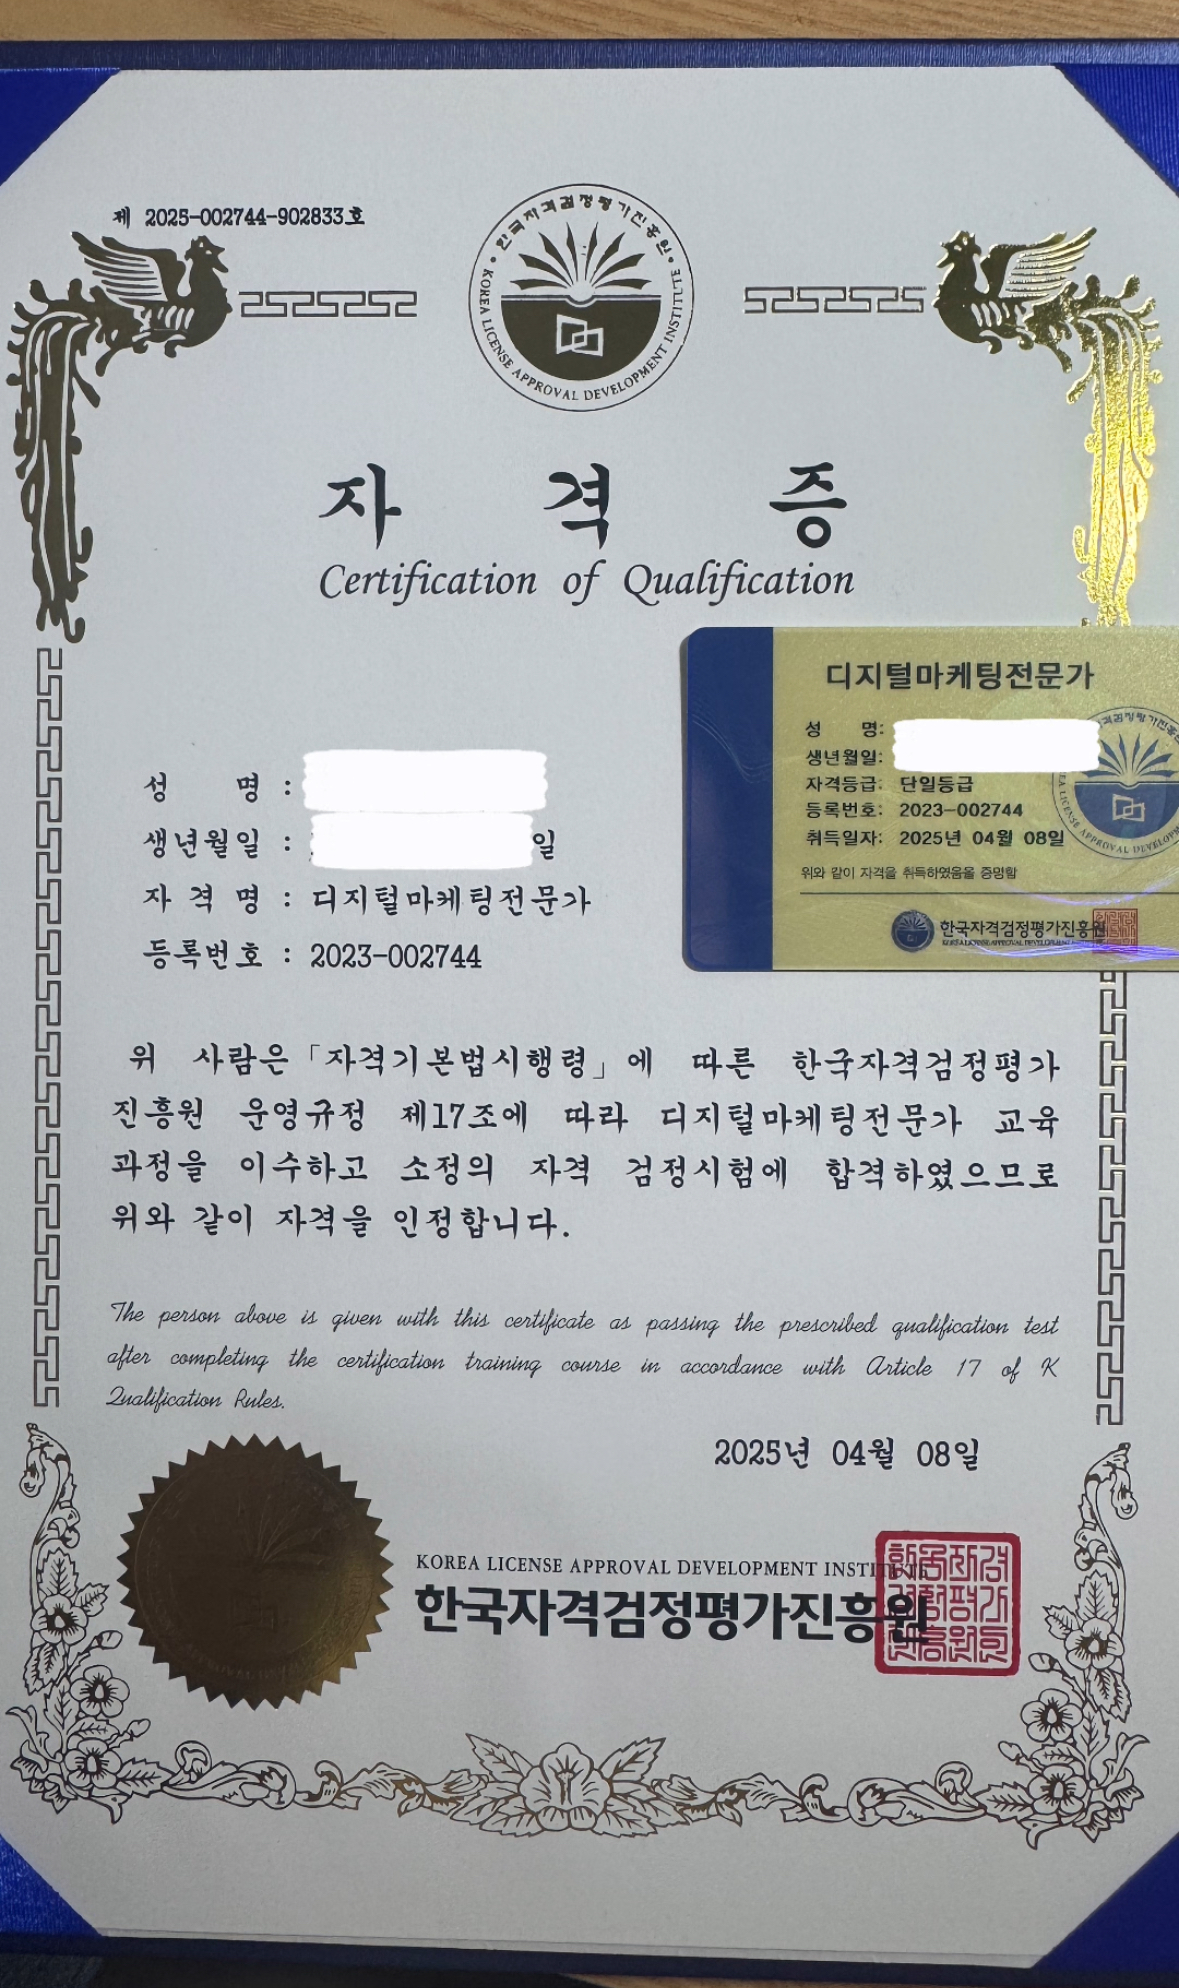 제 2025-002744-902833호
한국자격검정평가진흥원
KOREA LICENSE APPROVAL DEVELOPMENT INSTITUTE
자 격 증
Certification of Qualification
성 명 :
생년월일 : 일
자 격 명 : 디지털마케팅전문가
등록번호 : 2023-002744
디지털마케팅전문가
성 명:
생년월일:
자격등급: 단일등급
등록번호: 2023-002744
취득일자: 2025년 04월 08일
위와 같이 자격을 취득하였음을 증명함
한국자격검정평가진흥원
KOREA LICENSE APPROVAL DEVELOPMENT INSTITUTE
위 사람은 「자격기본법시행령」에 따른 한국자격검정평가
진흥원 운영규정 제17조에 따라 디지털마케팅전문가 교육
과정을 이수하고 소정의 자격 검정시험에 합격하였으므로
위와 같이 자격을 인정합니다.
The person above is given with this certificate as passing the prescribed qualification test
after completing the certification training course in accordance with Article 17 of K
Qualification Rules.
2025년 04월 08일
KOREA LICENSE APPROVAL DEVELOPMENT INSTITUTE
한국자격검정평가진흥원